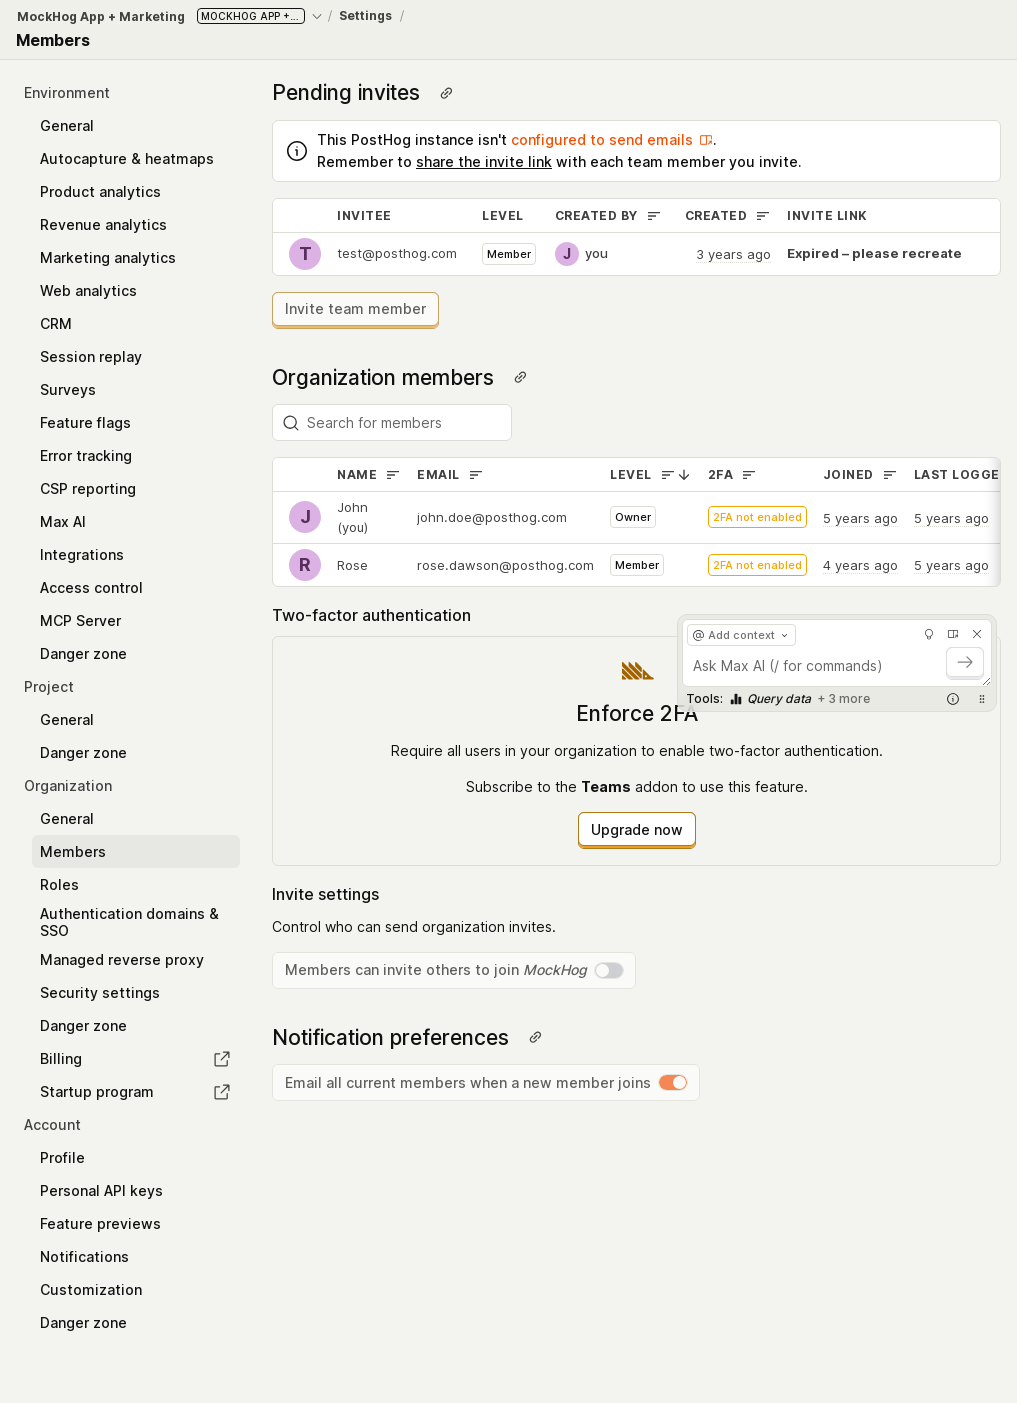 MockHog App + Marketing MOCKHOG APP +... / Settings /
Members
Environment
General
Autocapture & heatmaps
Product analytics
Revenue analytics
Marketing analytics
Web analytics
CRM
Session replay
Surveys
Feature flags
Error tracking
CSP reporting
Max AI
Integrations
Access control
MCP Server
Danger zone
Project
General
Danger zone
Organization
General
Members
Roles
Authentication domains &
SSO
Managed reverse proxy
Security settings
Danger zone
Billing
Startup program
Account
Profile
Personal API keys
Feature previews
Notifications
Customization
Danger zone
Pending invites
This PostHog instance isn't configured to send emails .
Remember to share the invite link with each team member you invite.
INVITEE LEVEL CREATED BY CREATED INVITE LINK
T test@posthog.com Member J you 3 years ago Expired – please recreate
Invite team member
Organization members
Search for members
NAME EMAIL LEVEL 2FA JOINED LAST LOGGE
J John (you) john.doe@posthog.com Owner 2FA not enabled 5 years ago 5 years ago
R Rose rose.dawson@posthog.com Member 2FA not enabled 4 years ago 5 years ago
Two-factor authentication
@ Add context
Ask Max AI (/ for commands)
Tools: Query data + 3 more
Enforce 2FA
Require all users in your organization to enable two-factor authentication.
Subscribe to the Teams addon to use this feature.
Upgrade now
Invite settings
Control who can send organization invites.
Members can invite others to join MockHog
Notification preferences
Email all current members when a new member joins